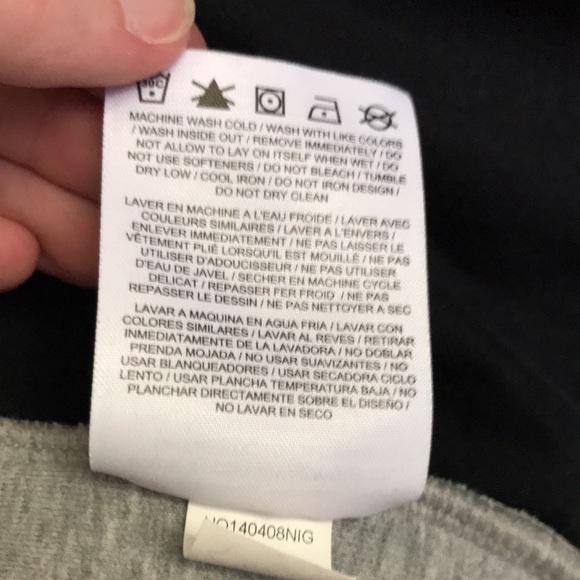 30C
MACHINE WASH COLD / WASH WITH LIKE COLORS
/ WASH INSIDE OUT / REMOVE IMMEDIATELY / DO
NOT ALLOW TO LAY ON ITSELF WHEN WET / DO
NOT USE SOFTENERS / DO NOT BLEACH / TUMBLE
DRY LOW / COOL IRON / DO NOT IRON DESIGN /
DO NOT DRY CLEAN
LAVER EN MACHINE A L'EAU FROIDE / LAVER AVEC
COULEURS SIMILAIRES / LAVER A L'ENVERS /
ENLEVER IMMEDIATEMENT / NE PAS LAISSER LE
VÊTEMENT PLIÉ LORSQU'IL EST MOUILLÉ / NE PAS
UTILISER D'ADOUCISSEUR / NE PAS UTILISER
D'EAU DE JAVEL / SECHER EN MACHINE CYCLE
DELICAT / REPASSER FER FROID / NE PAS
REPASSER LE DESSIN / NE PAS NETTOYER A SEC
LAVAR A MAQUINA EN AGUA FRIA / LAVAR CON
COLORES SIMILARES / LAVAR AL REVES / RETIRAR
INMEDIATAMENTE DE LA LAVADORA / NO DOBLAR
PRENDA MOJADA / NO USAR SUAVIZANTES / NO
USAR BLANQUEADORES / USAR SECADORA CICLO
LENTO / USAR PLANCHA TEMPERATURA BAJA / NO
PLANCHAR DIRECTAMENTE SOBRE EL DISEÑO /
NO LAVAR EN SECO
140408NIG